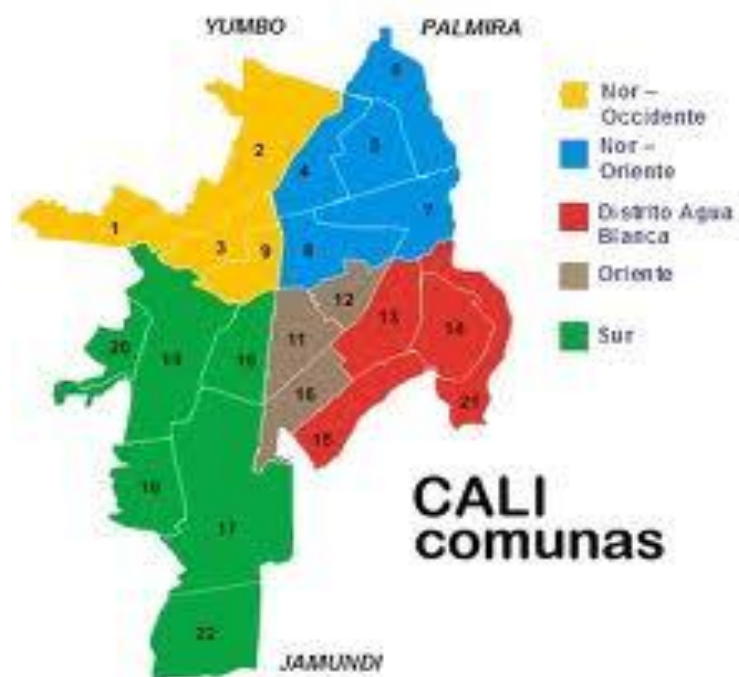 YUMBO
PALMIRA
Nor –
Occidente
Nor –
Oriente
Distrito Agua
Blanca
Oriente
Sur
6
2
5
4
1
3
9
8
7
12
13
14
11
20
19
16
21
15
18
17
22
CALI
comunas
JAMUNDI